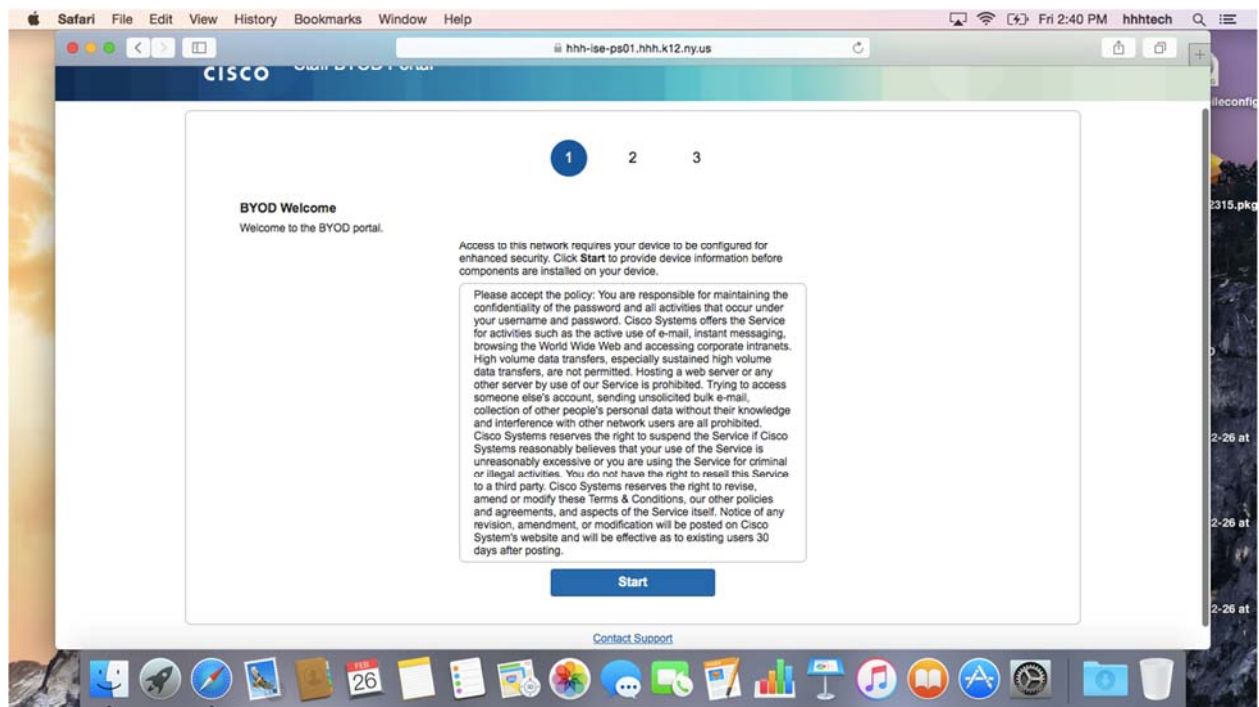 Safari File Edit View History Bookmarks Window Help Fri 2:40 PM hhhtech
hhh-ise-ps01.hhh.k12.ny.us
CISCO Staff BYOD Portal
ileconfig
1 2 3
BYOD Welcome
2315.pkg
Welcome to the BYOD portal.
Access to this network requires your device to be configured for
enhanced security. Click Start to provide device information before
components are installed on your device.
Please accept the policy: You are responsible for maintaining the
confidentiality of the password and all activities that occur under
your username and password. Cisco Systems offers the Service
for activities such as the active use of e-mail, instant messaging,
browsing the World Wide Web and accessing corporate intranets.
High volume data transfers, especially sustained high volume
data transfers, are not permitted. Hosting a web server or any
other server by use of our Service is prohibited. Trying to access
someone else's account, sending unsolicited bulk e-mail,
collection of other people's personal data without their knowledge
and interference with other network users are all prohibited.
Cisco Systems reserves the right to suspend the Service if Cisco
Systems reasonably believes that your use of the Service is
unreasonably excessive or you are using the Service for criminal
or illegal activities. You do not have the right to resell this Service
to a third party. Cisco Systems reserves the right to revise,
amend or modify these Terms & Conditions, our other policies
and agreements, and aspects of the Service itself. Notice of any
revision, amendment, or modification will be posted on Cisco
System's website and will be effective as to existing users 30
days after posting.
2-26 at
2-26 at
Start
2-26 at
Contact Support
FEB
26